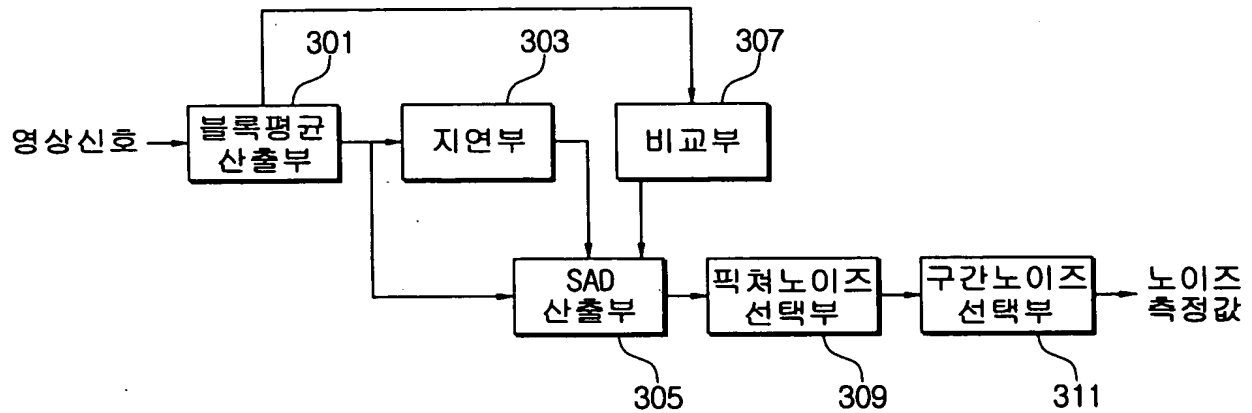 301
303
307
영상신호
블록평균
산출부
지연부
비교부
SAD
산출부
픽쳐노이즈
선택부
구간노이즈
선택부
노이즈
측정값
305
309
311